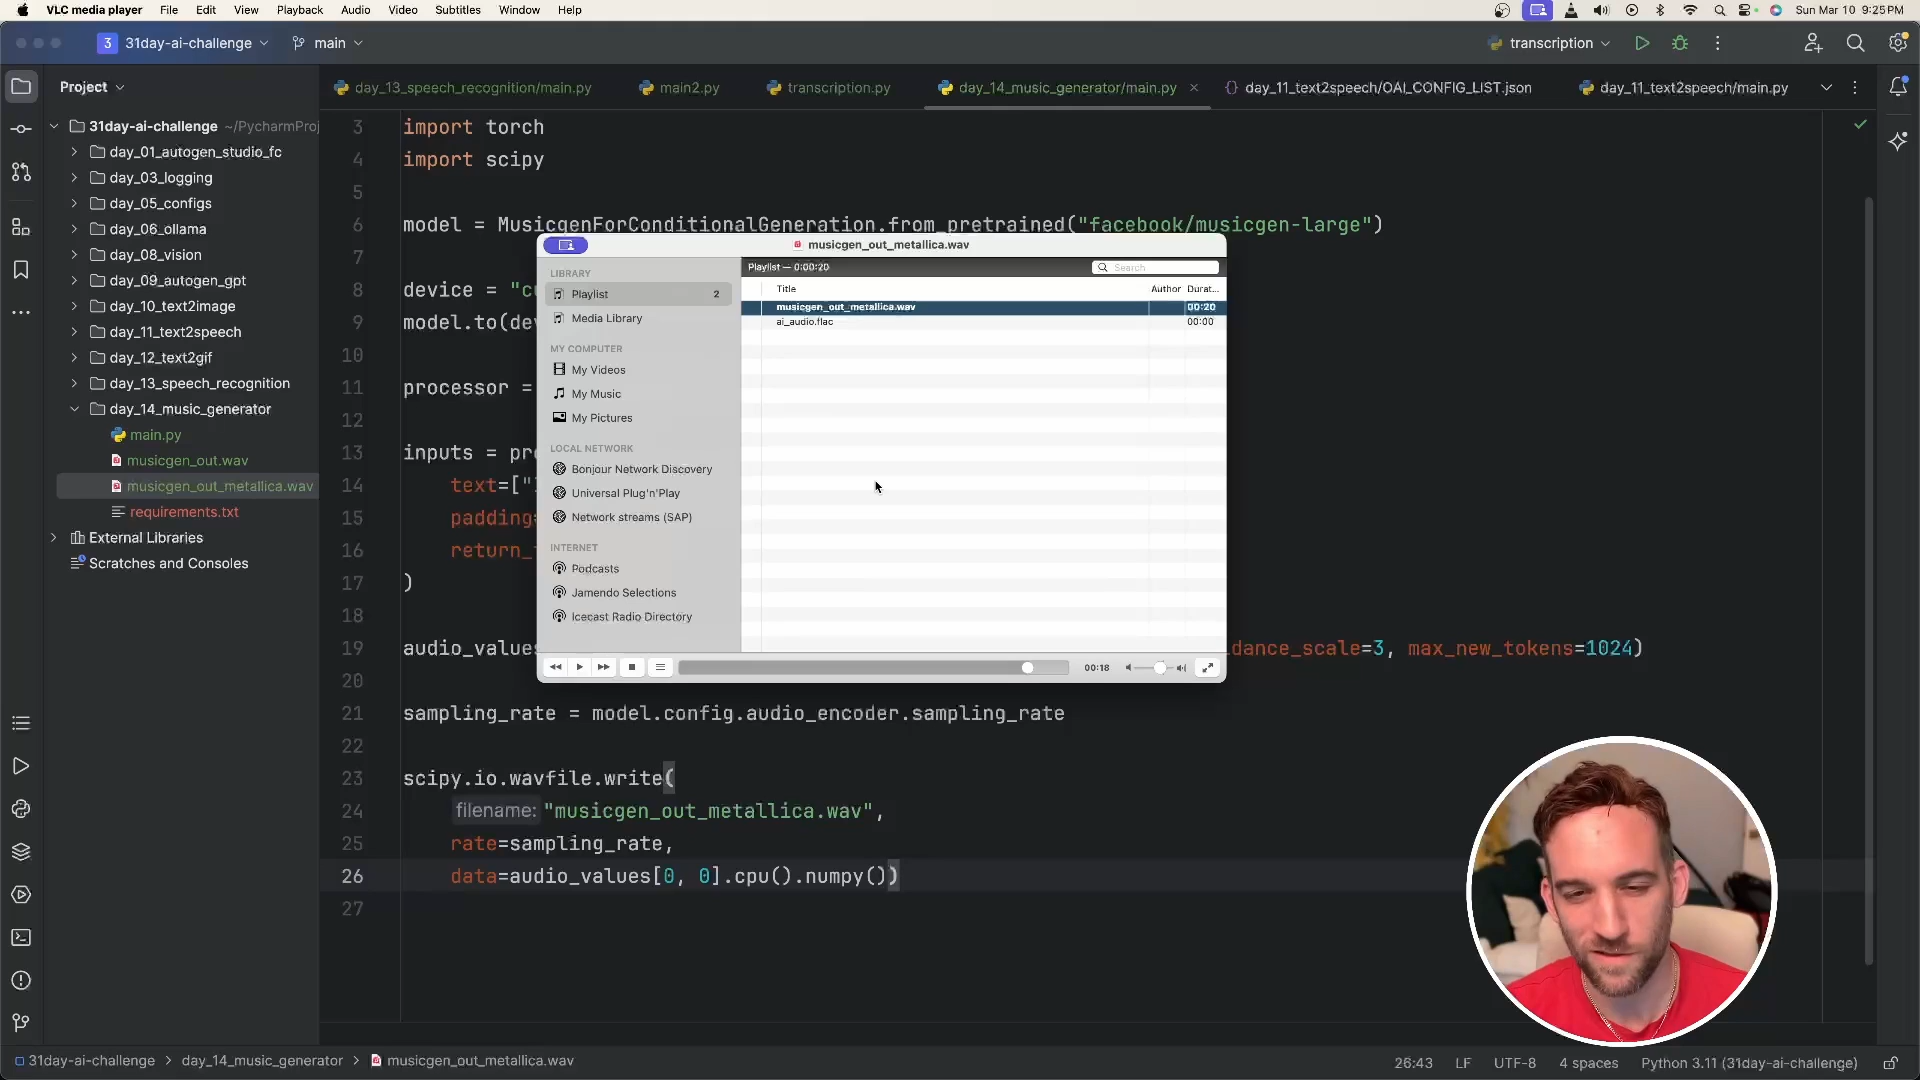 VLC media player File Edit View Playback Audio Video Subtitles Window Help Sun Mar 10 9:25 PM
3 31day-ai-challenge main transcription
Project day_13_speech_recognition/main.py main2.py transcription.py day_14_music_generator/main.py day_11_text2speech/OAI_CONFIG_LIST.json day_11_text2speech/main.py
31day-ai-challenge ~/PycharmProj
day_01_autogen_studio_fc
day_03_logging
day_05_configs
day_06_ollama
day_08_vision
day_09_autogen_gpt
day_10_text2image
day_11_text2speech
day_12_text2gif
day_13_speech_recognition
day_14_music_generator
main.py
musicgen_out.wav
musicgen_out_metallica.wav
requirements.txt
External Libraries
Scratches and Consoles
3 import torch
4 import scipy
5
6 model = MusicgenForConditionalGeneration.from_pretrained("facebook/musicgen-large")
7
8 device = "c
9 model.to(de
10
11 processor =
12
13 inputs = pr
14 text=["
15 padding=
16 return_
17 )
18
19 audio_values dance_scale=3, max_new_tokens=1024)
20
21 sampling_rate = model.config.audio_encoder.sampling_rate
22
23 scipy.io.wavfile.write(
24 filename: "musicgen_out_metallica.wav",
25 rate=sampling_rate,
26 data=audio_values[0, 0].cpu().numpy())
27
musicgen_out_metallica.wav
LIBRARY
Playlist 2
Media Library
MY COMPUTER
My Videos
My Music
My Pictures
LOCAL NETWORK
Bonjour Network Discovery
Universal Plug'n'Play
Network streams (SAP)
INTERNET
Podcasts
Jamendo Selections
Icecast Radio Directory
Playlist — 0:00:20 Search
Title Author Durat...
musicgen_out_metallica.wav 00:20
ai_audio.flac 00:00
00:18
31day-ai-challenge > day_14_music_generator > musicgen_out_metallica.wav 26:43 LF UTF-8 4 spaces Python 3.11 (31day-ai-challenge)